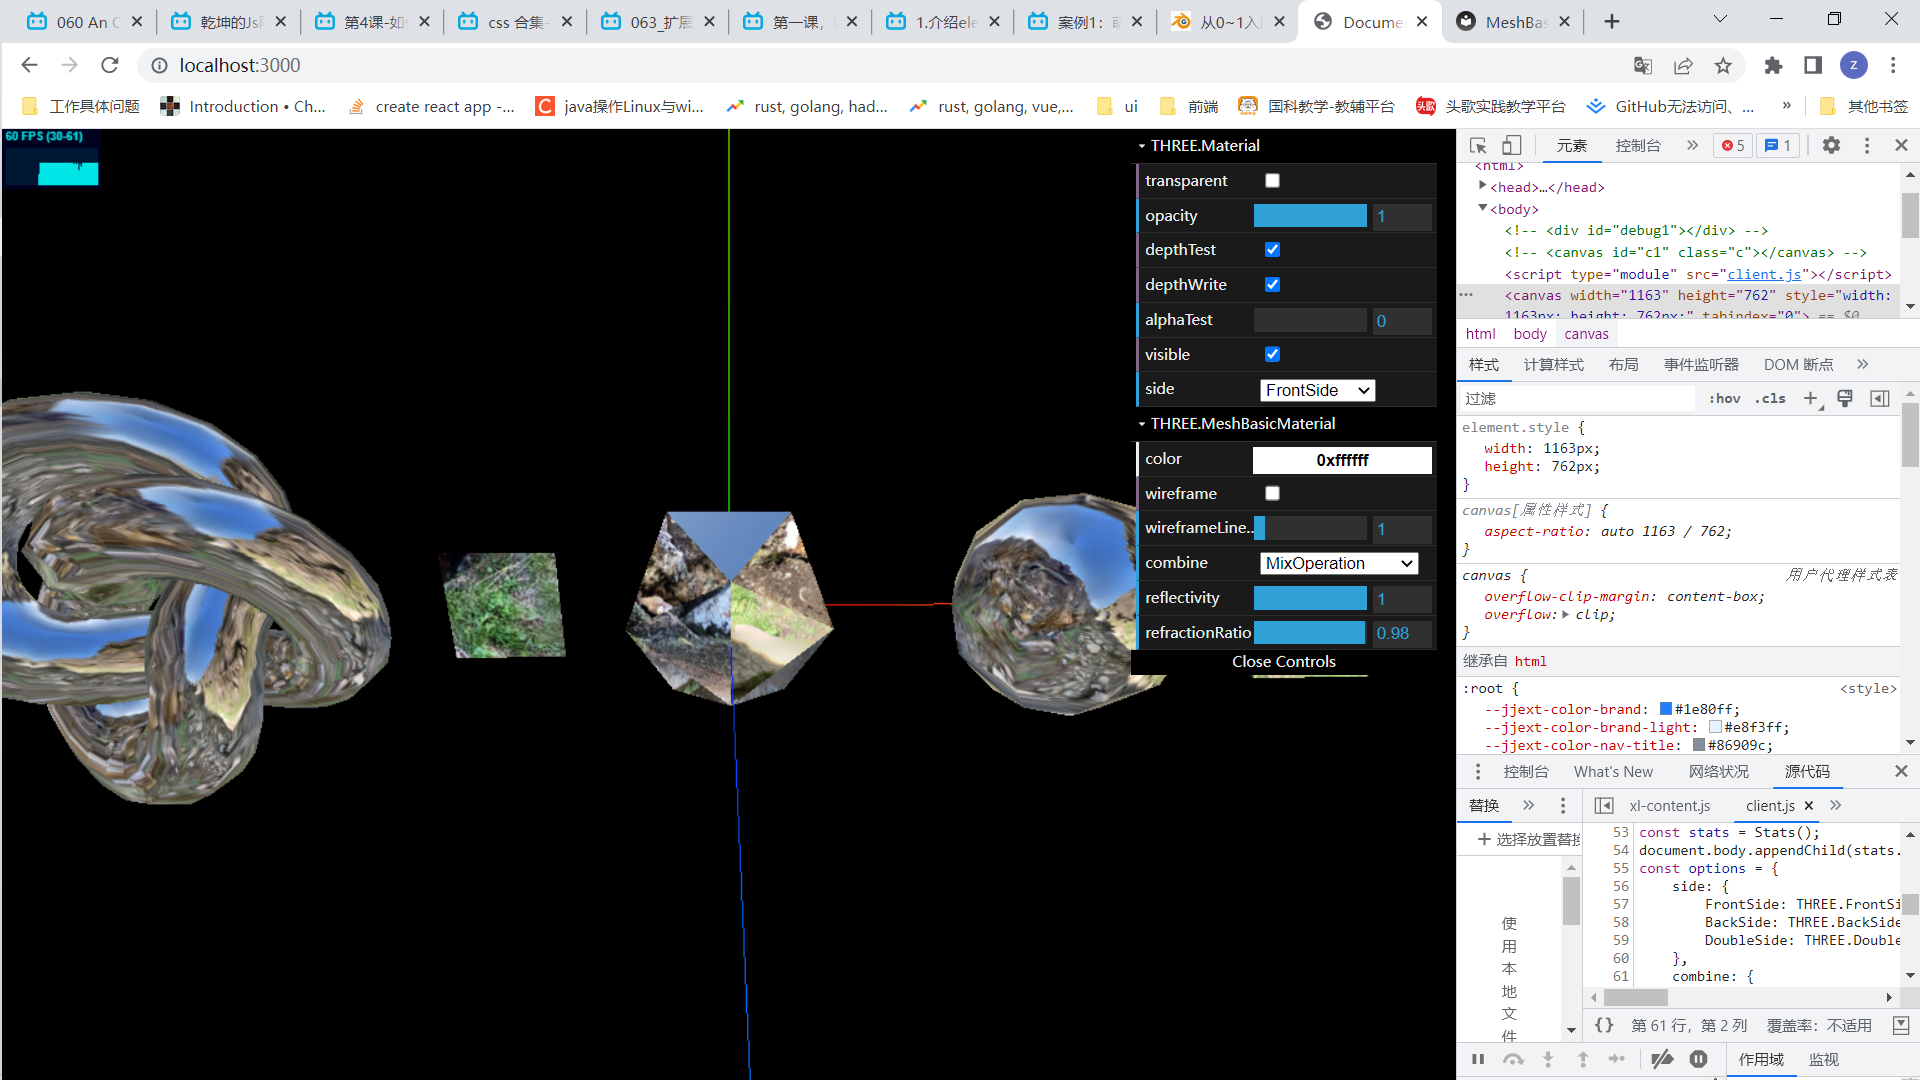 060 An C
乾坤的Js
第4课-如
css 合集-
063_扩展
第一课，
1.介绍ele
案例1：
从0~1入
Docume
MeshBas
localhost:3000
Z
工作具体问题
Introduction • Ch...
create react app -...
java操作Linux与wi...
rust, golang, had...
rust, golang, vue,...
ui
前端
国科教学-教辅平台
头歌
头歌实践教学平台
GitHub无法访问、...
»
其他书签
60 FPS (30-61)
THREE.Material
transparent
opacity
1
depthTest
depthWrite
alphaTest
0
visible
side
FrontSide
THREE.MeshBasicMaterial
color
0xffffff
wireframe
wireframeLine..
1
combine
MixOperation
reflectivity
1
refractionRatio
0.98
Close Controls
元素
控制台
»
5
1
<html>
<head>…</head>
<body>
<!-- <div id="debug1"></div> -->
<!-- <canvas id="c1" class="c"></canvas> -->
<script type="module" src="client.js"></script>
<canvas width="1163" height="762" style="width:
1163px; height: 762px;" tabindex="0"> == $0
html
body
canvas
样式
计算样式
布局
事件监听器
DOM 断点
»
过滤
:hov
.cls
element.style {
width: 1163px;
height: 762px;
}
canvas[属性样式] {
aspect-ratio: auto 1163 / 762;
}
canvas {
用户代理样式表
overflow-clip-margin: content-box;
overflow: clip;
}
继承自 html
:root {
<style>
--jjext-color-brand: #1e80ff;
--jjext-color-brand-light: #e8f3ff;
--jjext-color-nav-title: #86909c;
控制台
What's New
网络状况
源代码
替换
»
xl-content.js
client.js
»
选择放置替换
使
用
本
地
文
件
53 const stats = Stats();
54 document.body.appendChild(stats.
55 const options = {
56 side: {
57 FrontSide: THREE.FrontSi
58 BackSide: THREE.BackSide
59 DoubleSide: THREE.Double
60 },
61 combine: {
{}
第 61 行，第 2 列
覆盖率：不适用
作用域
监视